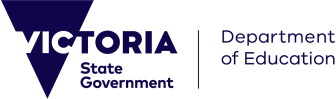 VICTORIA
State
Government
Department
of Education